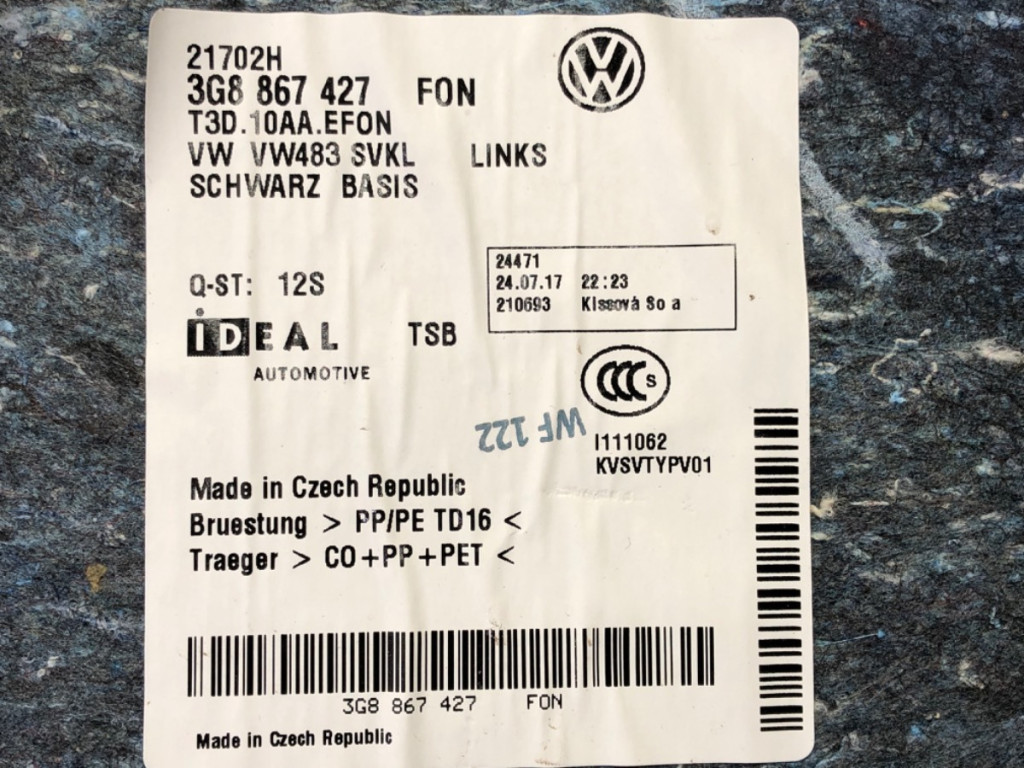 21702H
3G8 867 427 FON
T3D.10AA.EFON
VW VW483 SVKL LINKS
SCHWARZ BASIS
24471
24.07.17 22:23
210693 Kissová So a
Q-ST: 12S
iDEAL TSB
AUTOMOTIVE
CCC S
WF 122
I111062
KVSVTYPV01
Made in Czech Republic
Bruestung > PP/PE TD16 <
Traeger > CO+PP+PET <
3G8 867 427 FON
Made in Czech Republic